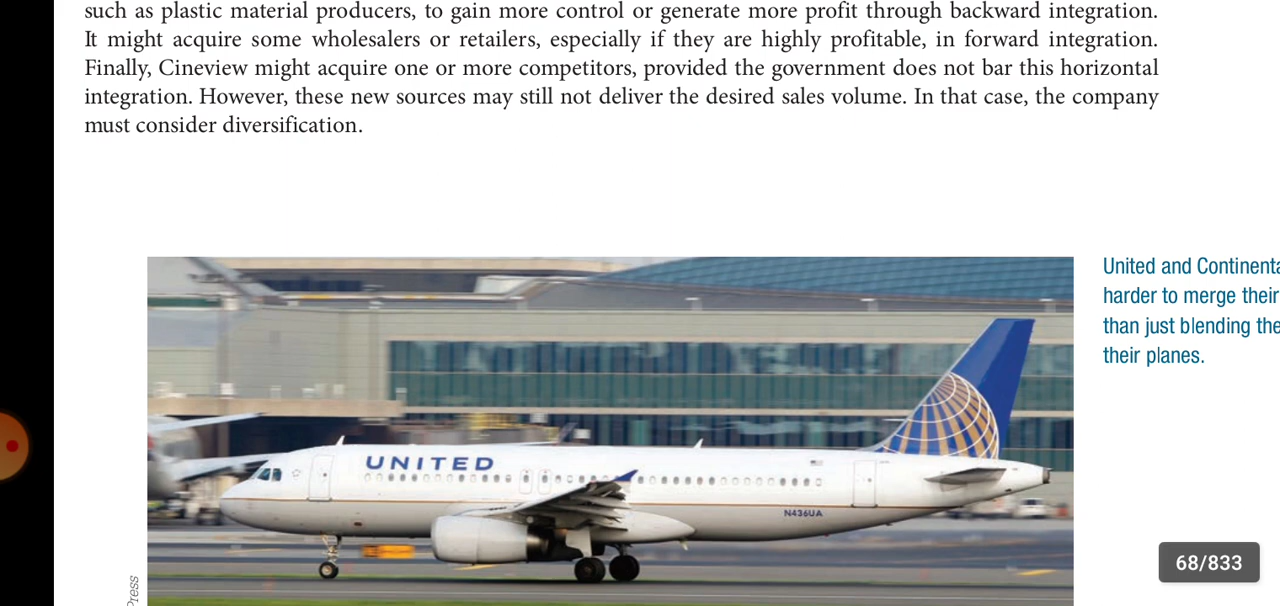 such as plastic material producers, to gain more control or generate more profit through backward integration.
It might acquire some wholesalers or retailers, especially if they are highly profitable, in forward integration.
Finally, Cineview might acquire one or more competitors, provided the government does not bar this horizontal
integration. However, these new sources may still not deliver the desired sales volume. In that case, the company
must consider diversification.
United and Continenta
harder to merge their
than just blending the
their planes.
UNITED
N436UA
Press
68/833